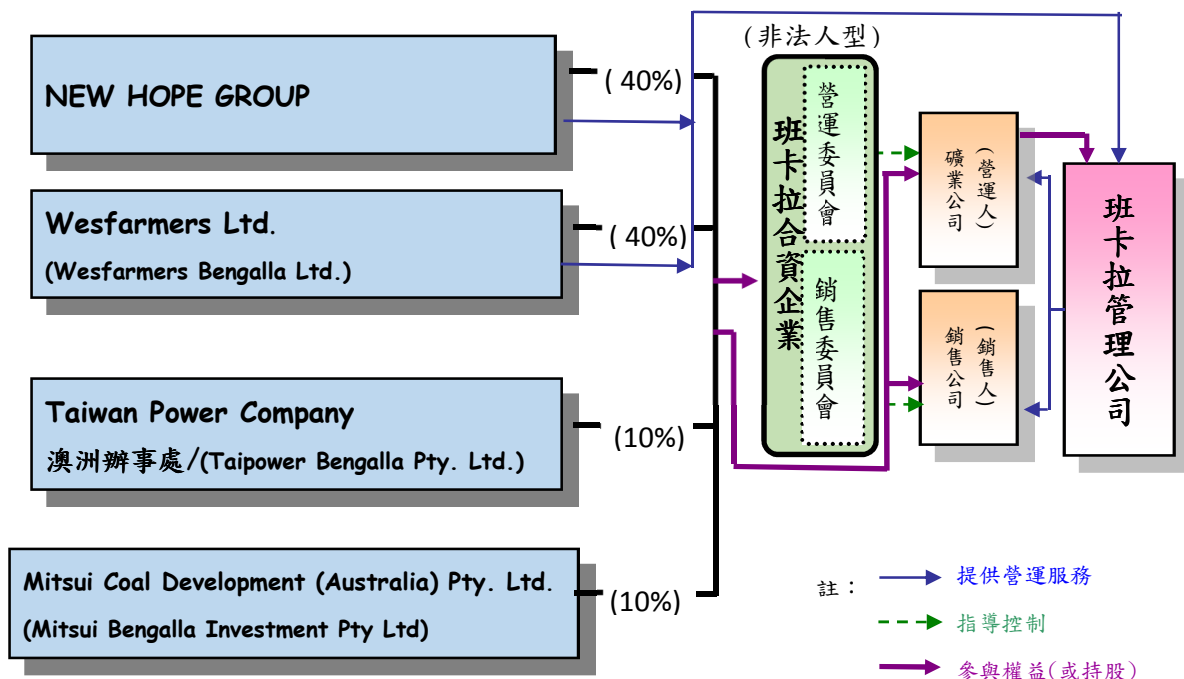 NEW HOPE GROUP
( 40%)
Wesfarmers Ltd.
(Wesfarmers Bengalla Ltd.)
( 40%)
Taiwan Power Company
澳洲辦事處/(Taipower Bengalla Pty. Ltd.)
(10%)
Mitsui Coal Development (Australia) Pty. Ltd.
(Mitsui Bengalla Investment Pty Ltd)
(10%)
(非法人型)
班卡拉合資企業
營運委員會
銷售委員會
(營運人)
礦業公司
(銷售人)
銷售公司
班卡拉管理公司
註：
提供營運服務
指導控制
參與權益(或持股)